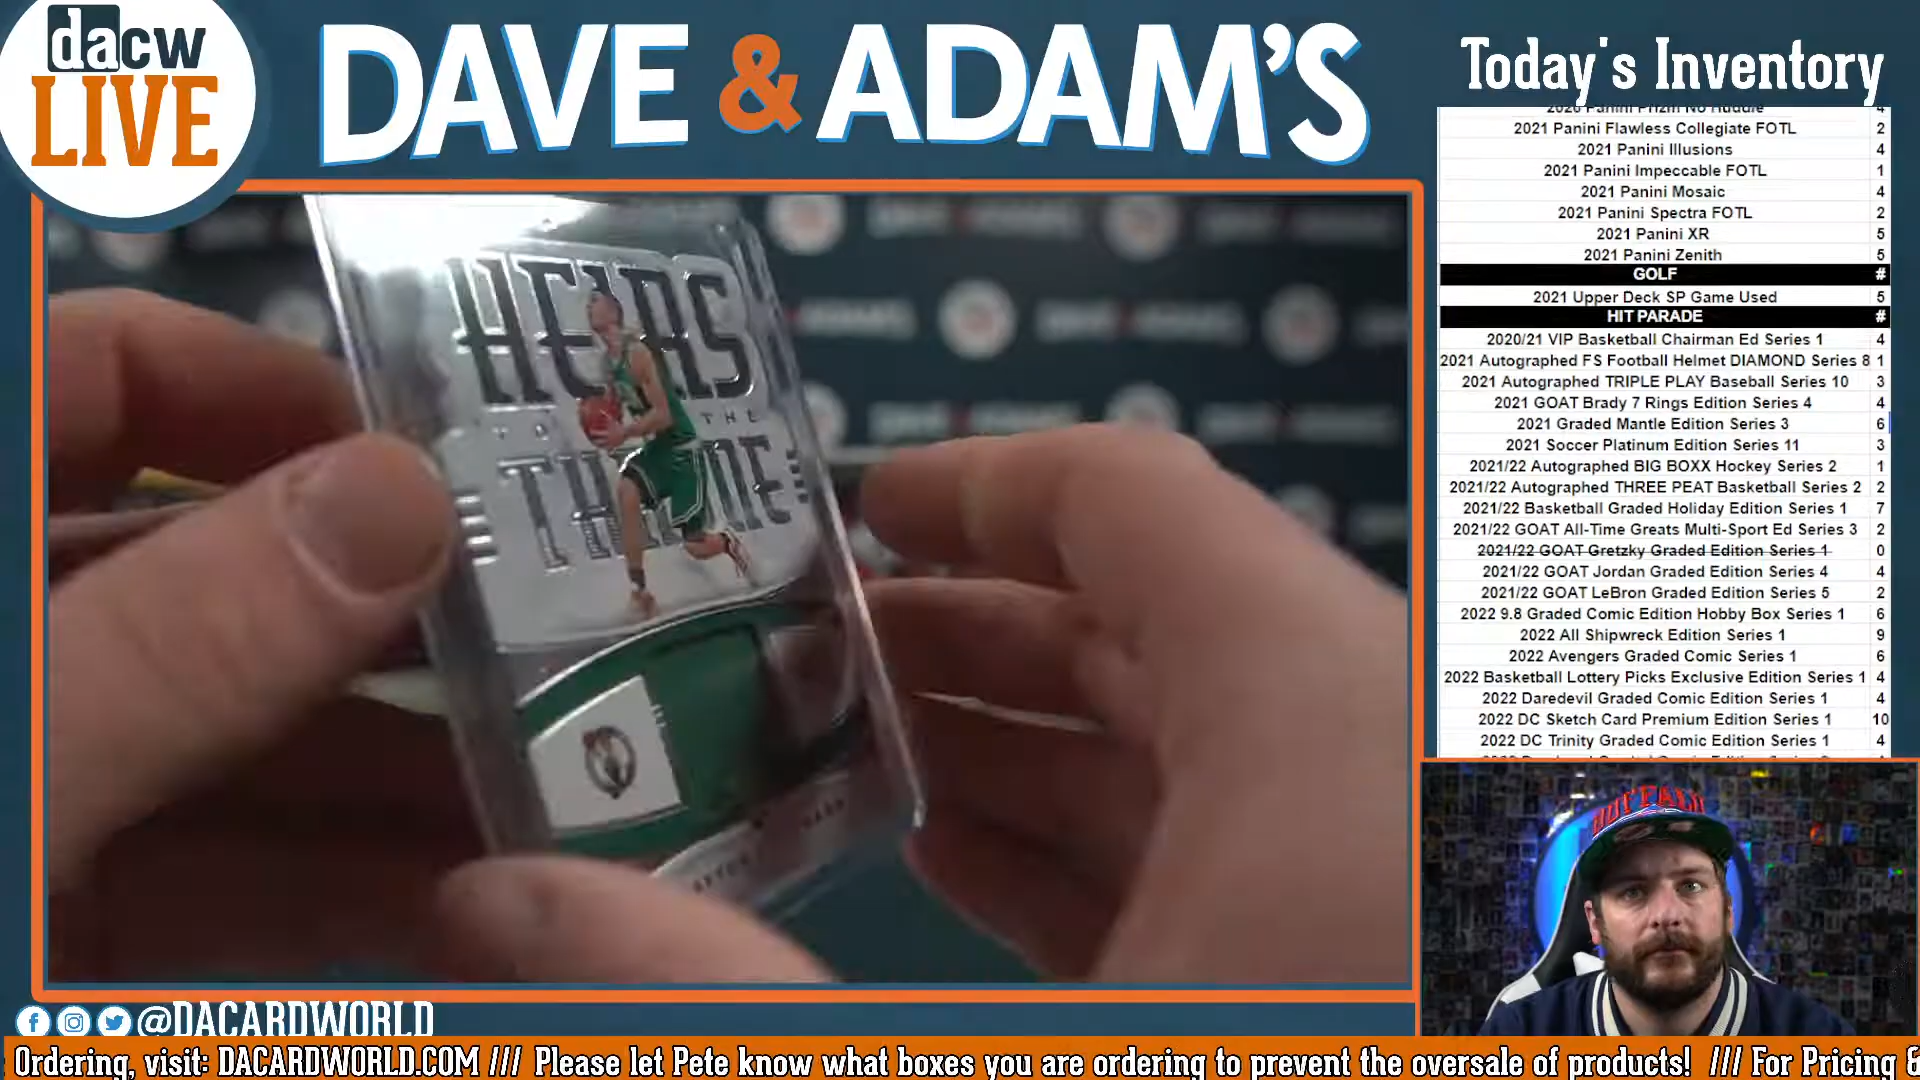 dacw
LIVE
DAVE & ADAM'S
Today's Inventory
2020 Panini Prizm No Huddle 4
2021 Panini Flawless Collegiate FOTL 2
2021 Panini Illusions 4
2021 Panini Impeccable FOTL 1
2021 Panini Mosaic 4
2021 Panini Spectra FOTL 2
2021 Panini XR 5
2021 Panini Zenith 5
GOLF #
2021 Upper Deck SP Game Used 5
HIT PARADE #
2020/21 VIP Basketball Chairman Ed Series 1 4
2021 Autographed FS Football Helmet DIAMOND Series 8 1
2021 Autographed TRIPLE PLAY Baseball Series 10 3
2021 GOAT Brady 7 Rings Edition Series 4 4
2021 Graded Mantle Edition Series 3 6
2021 Soccer Platinum Edition Series 11 3
2021/22 Autographed BIG BOXX Hockey Series 2 1
2021/22 Autographed THREE PEAT Basketball Series 2 2
2021/22 Basketball Graded Holiday Edition Series 1 7
2021/22 GOAT All-Time Greats Multi-Sport Ed Series 3 2
2021/22 GOAT Gretzky Graded Edition Series 1 0
2021/22 GOAT Jordan Graded Edition Series 4 4
2021/22 GOAT LeBron Graded Edition Series 5 2
2022 9.8 Graded Comic Edition Hobby Box Series 1 6
2022 All Shipwreck Edition Series 1 9
2022 Avengers Graded Comic Series 1 6
2022 Basketball Lottery Picks Exclusive Edition Series 1 4
2022 Daredevil Graded Comic Edition Series 1 4
2022 DC Sketch Card Premium Edition Series 1 10
2022 DC Trinity Graded Comic Edition Series 1 4
HEIRS
TO THE
THRONE
BUFFALO
@DACARDWORLD
Ordering, visit: DACARDWORLD.COM /// Please let Pete know what boxes you are ordering to prevent the oversale of products! /// For Pricing &